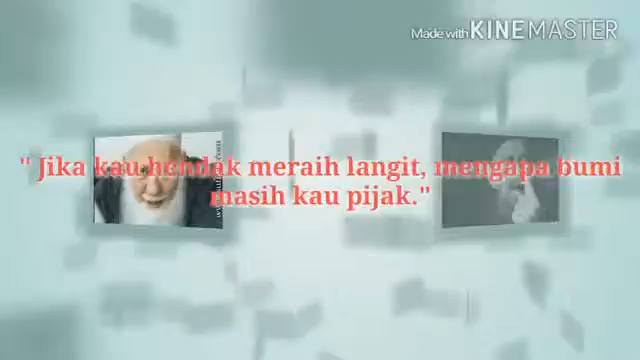 Made with KINEMASTER
" Jika kau hendak meraih langit, mengapa bumi
masih kau pijak."